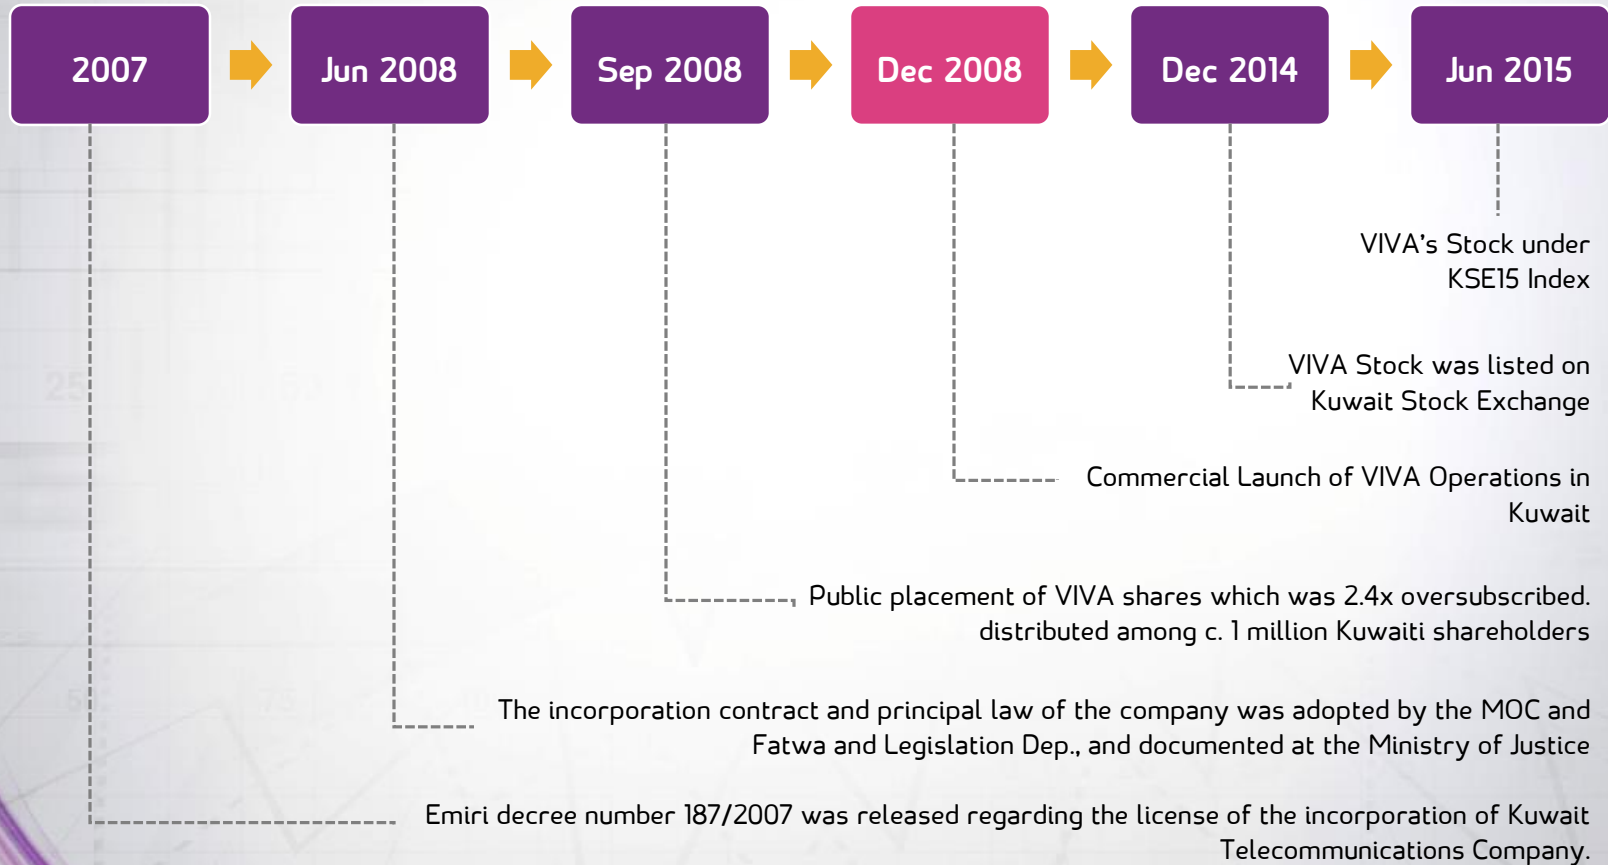 2007
Jun 2008
Sep 2008
Dec 2008
Dec 2014
Jun 2015
VIVA's Stock under
KSE15 Index
VIVA Stock was listed on
Kuwait Stock Exchange
Commercial Launch of VIVA Operations in
Kuwait
Public placement of VIVA shares which was 2.4x oversubscribed.
distributed among c. 1 million Kuwaiti shareholders
The incorporation contract and principal law of the company was adopted by the MOC and
Fatwa and Legislation Dep., and documented at the Ministry of Justice
Emiri decree number 187/2007 was released regarding the license of the incorporation of Kuwait
Telecommunications Company.
25
50
75